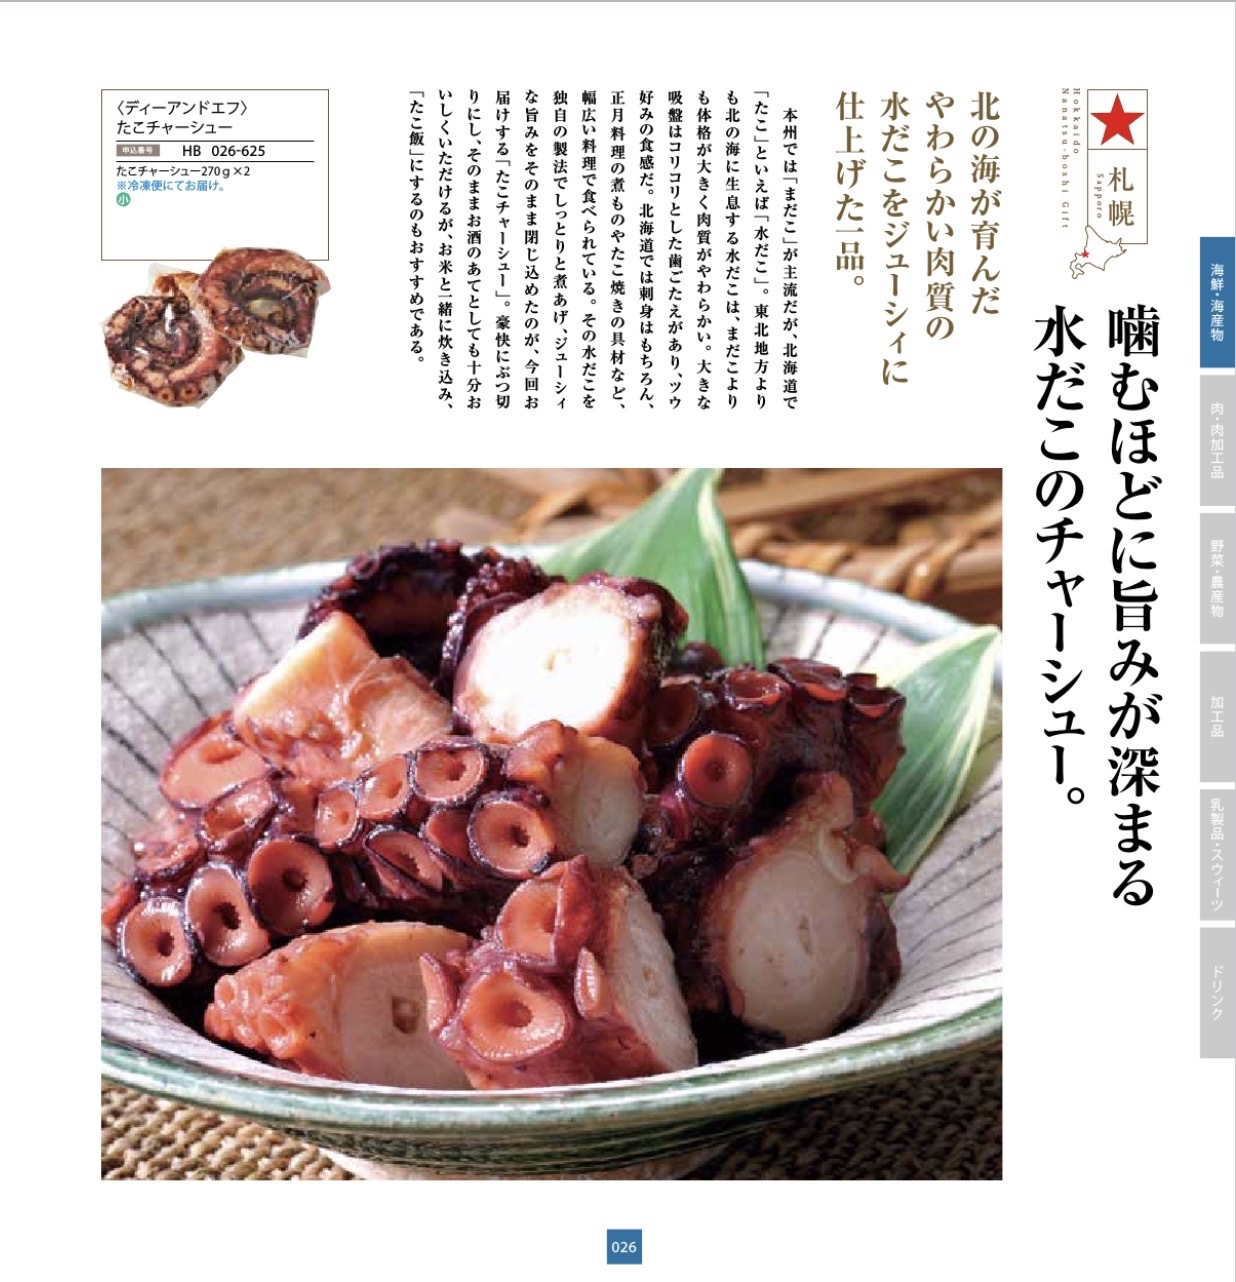 Hokkaido
Nanatsu-boshi Gift
札幌
Sapporo
噛むほどに旨みが深まる
水だこのチャーシュー。
北の海が育んだ
やわらかい肉質の
水だこをジューシィに
仕上げた一品。
本州では「まだこ」が主流だが、北海道で
「たこ」といえば「水だこ」。東北地方より
も北の海に生息する水だこは、まだこより
も体格が大きく肉質がやわらかい。大きな
吸盤はコリコリとした歯ごたえがあり、ツウ
好みの食感だ。北海道では刺身はもちろん、
正月料理の煮ものやたこ焼きの具材など、
幅広い料理で食べられている。その水だこを
独自の製法でしっとりと煮あげ、ジューシィ
な旨みをそのまま閉じ込めたのが、今回お
届けする「たこチャーシュー」。豪快にぶつ切
りにし、そのままお酒のあてとしても十分お
いしくいただけるが、お米と一緒に炊き込み、
「たこ飯」にするのもおすすめである。
〈ディーアンドエフ〉
たこチャーシュー
申込番号 HB 026-625
たこチャーシュー270g×2
※冷凍便にてお届け。
小
海鮮・海産物
肉・肉加工品
野菜・農産物
加工品
乳製品・スウィーツ
ドリンク
026